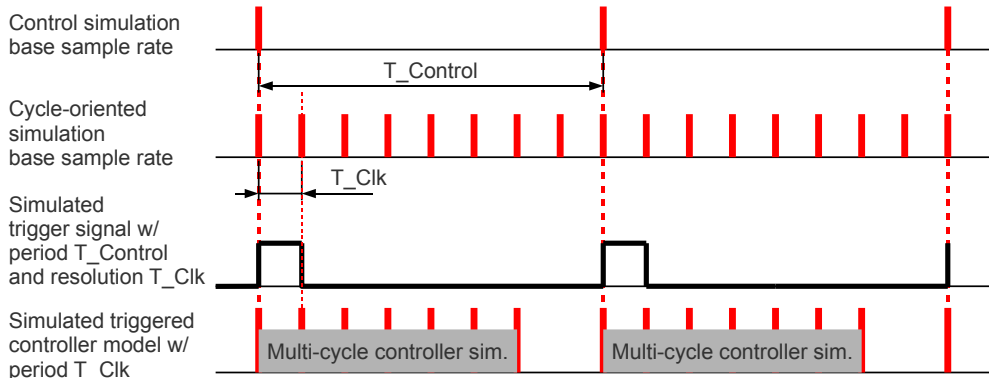 Control simulation
base sample rate
T_Control
Cycle-oriented
simulation
base sample rate
T_Clk
Simulated
trigger signal w/
period T_Control
and resolution T_Clk
Simulated triggered
controller model w/
period T_Clk
Multi-cycle controller sim.
Multi-cycle controller sim.